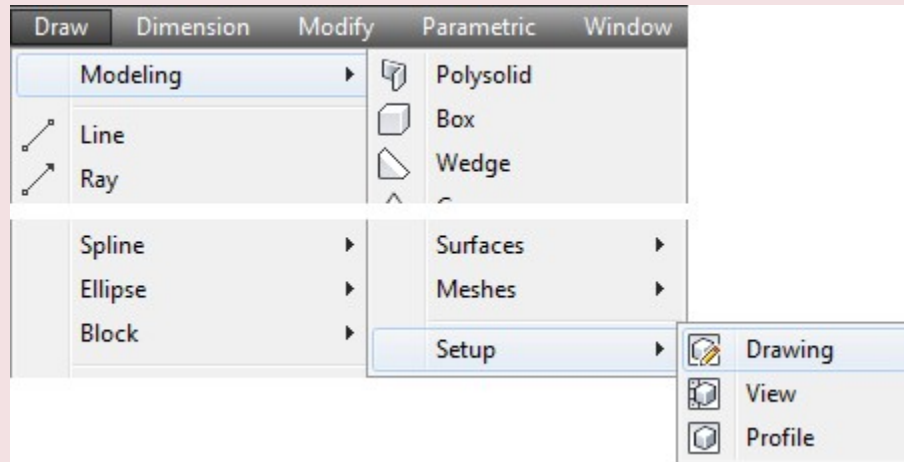 Draw Dimension Modify Parametric Window
Modeling Polysolid
Line Box
Ray Wedge
Spline Surfaces
Ellipse Meshes
Block Setup Drawing
View
Profile